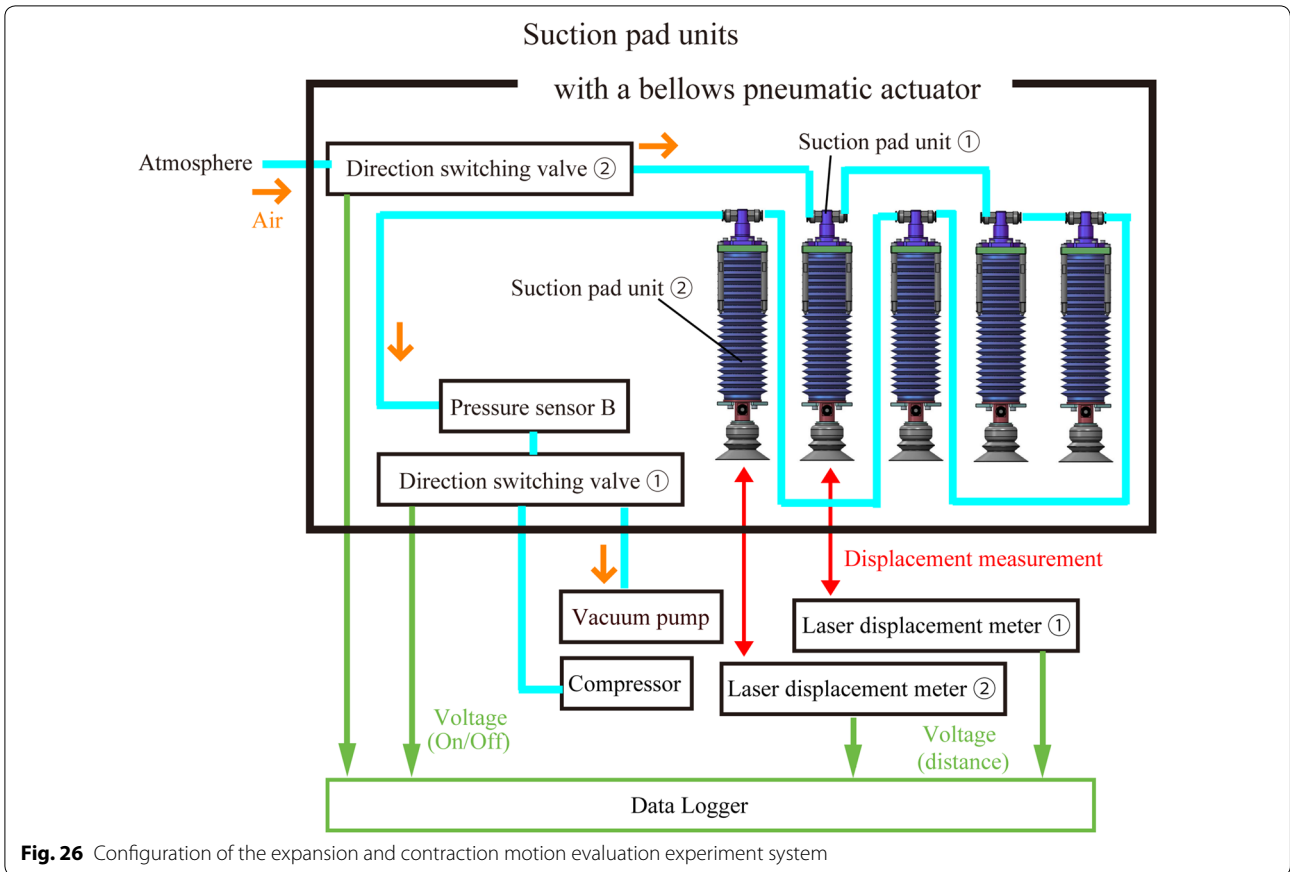 Suction pad units
with a bellows pneumatic actuator
Suction pad unit ①
Atmosphere
Direction switching valve ②
Air
Suction pad unit ②
Pressure sensor B
Direction switching valve ①
Displacement measurement
Vacuum pump
Laser displacement meter ①
Compressor
Laser displacement meter ②
Voltage
(On/Off)
Voltage
(distance)
Data Logger
Fig. 26 Configuration of the expansion and contraction motion evaluation experiment system